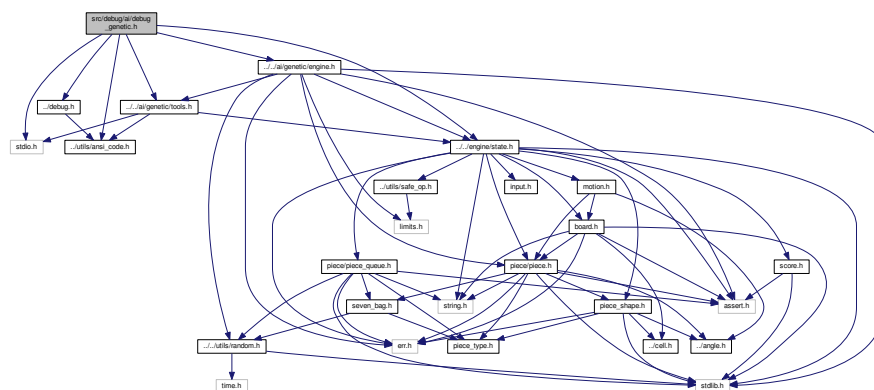 src/debug/ai/debug
_genetic.h
../../ai/genetic/engine.h
../debug.h
../../ai/genetic/tools.h
stdio.h
../utils/ansi_code.h
../../engine/state.h
../utils/safe_op.h
input.h
motion.h
limits.h
board.h
piece/piece_queue.h
piece/piece.h
score.h
seven_bag.h
string.h
piece_shape.h
assert.h
../../utils/random.h
err.h
piece_type.h
../cell.h
../angle.h
time.h
stdlib.h